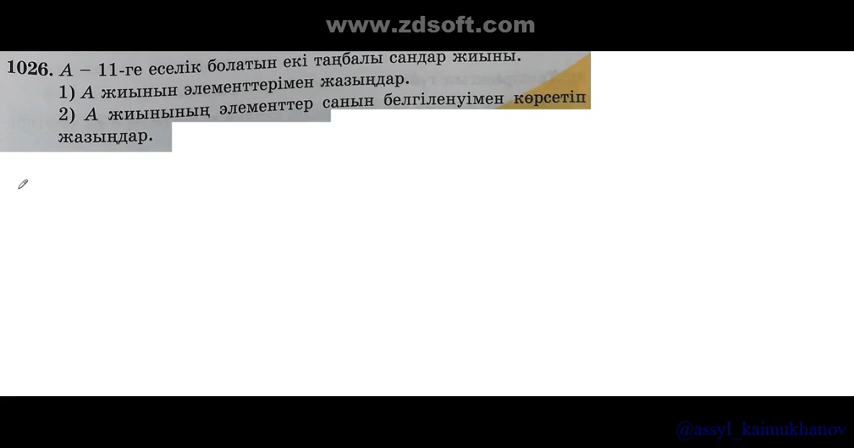 www.zdsoft.com
1026. А – 11-ге еселік болатын екі таңбалы сандар жиыны.
1) А жиынын элементтерімен жазыңдар.
2) А жиынының элементтер санын белгіленуімен көрсетіп
жазыңдар.
@assyl_kaimukhanov